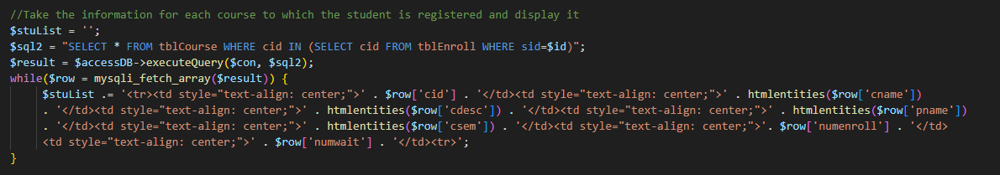 //Take the information for each course to which the student is registered and display it
$stuList = '';
$sql2 = "SELECT * FROM tblCourse WHERE cid IN (SELECT cid FROM tblEnroll WHERE sid=$id)";
$result = $accessDB->executeQuery($con, $sql2);
while($row = mysqli_fetch_array($result)) {
$stuList .= '<tr><td style="text-align: center;">' . $row['cid'] . '</td><td style="text-align: center;">' . htmlentities($row['cname'])
. '</td><td style="text-align: center;">' . htmlentities($row['cdesc']) . '</td><td style="text-align: center;">' . htmlentities($row['pname'])
. '</td><td style="text-align: center;">' . htmlentities($row['csem']) . '</td><td style="text-align: center;">'. $row['numenroll'] . '</td>
<td style="text-align: center;">' . $row['numwait'] . '</td><tr>';
}